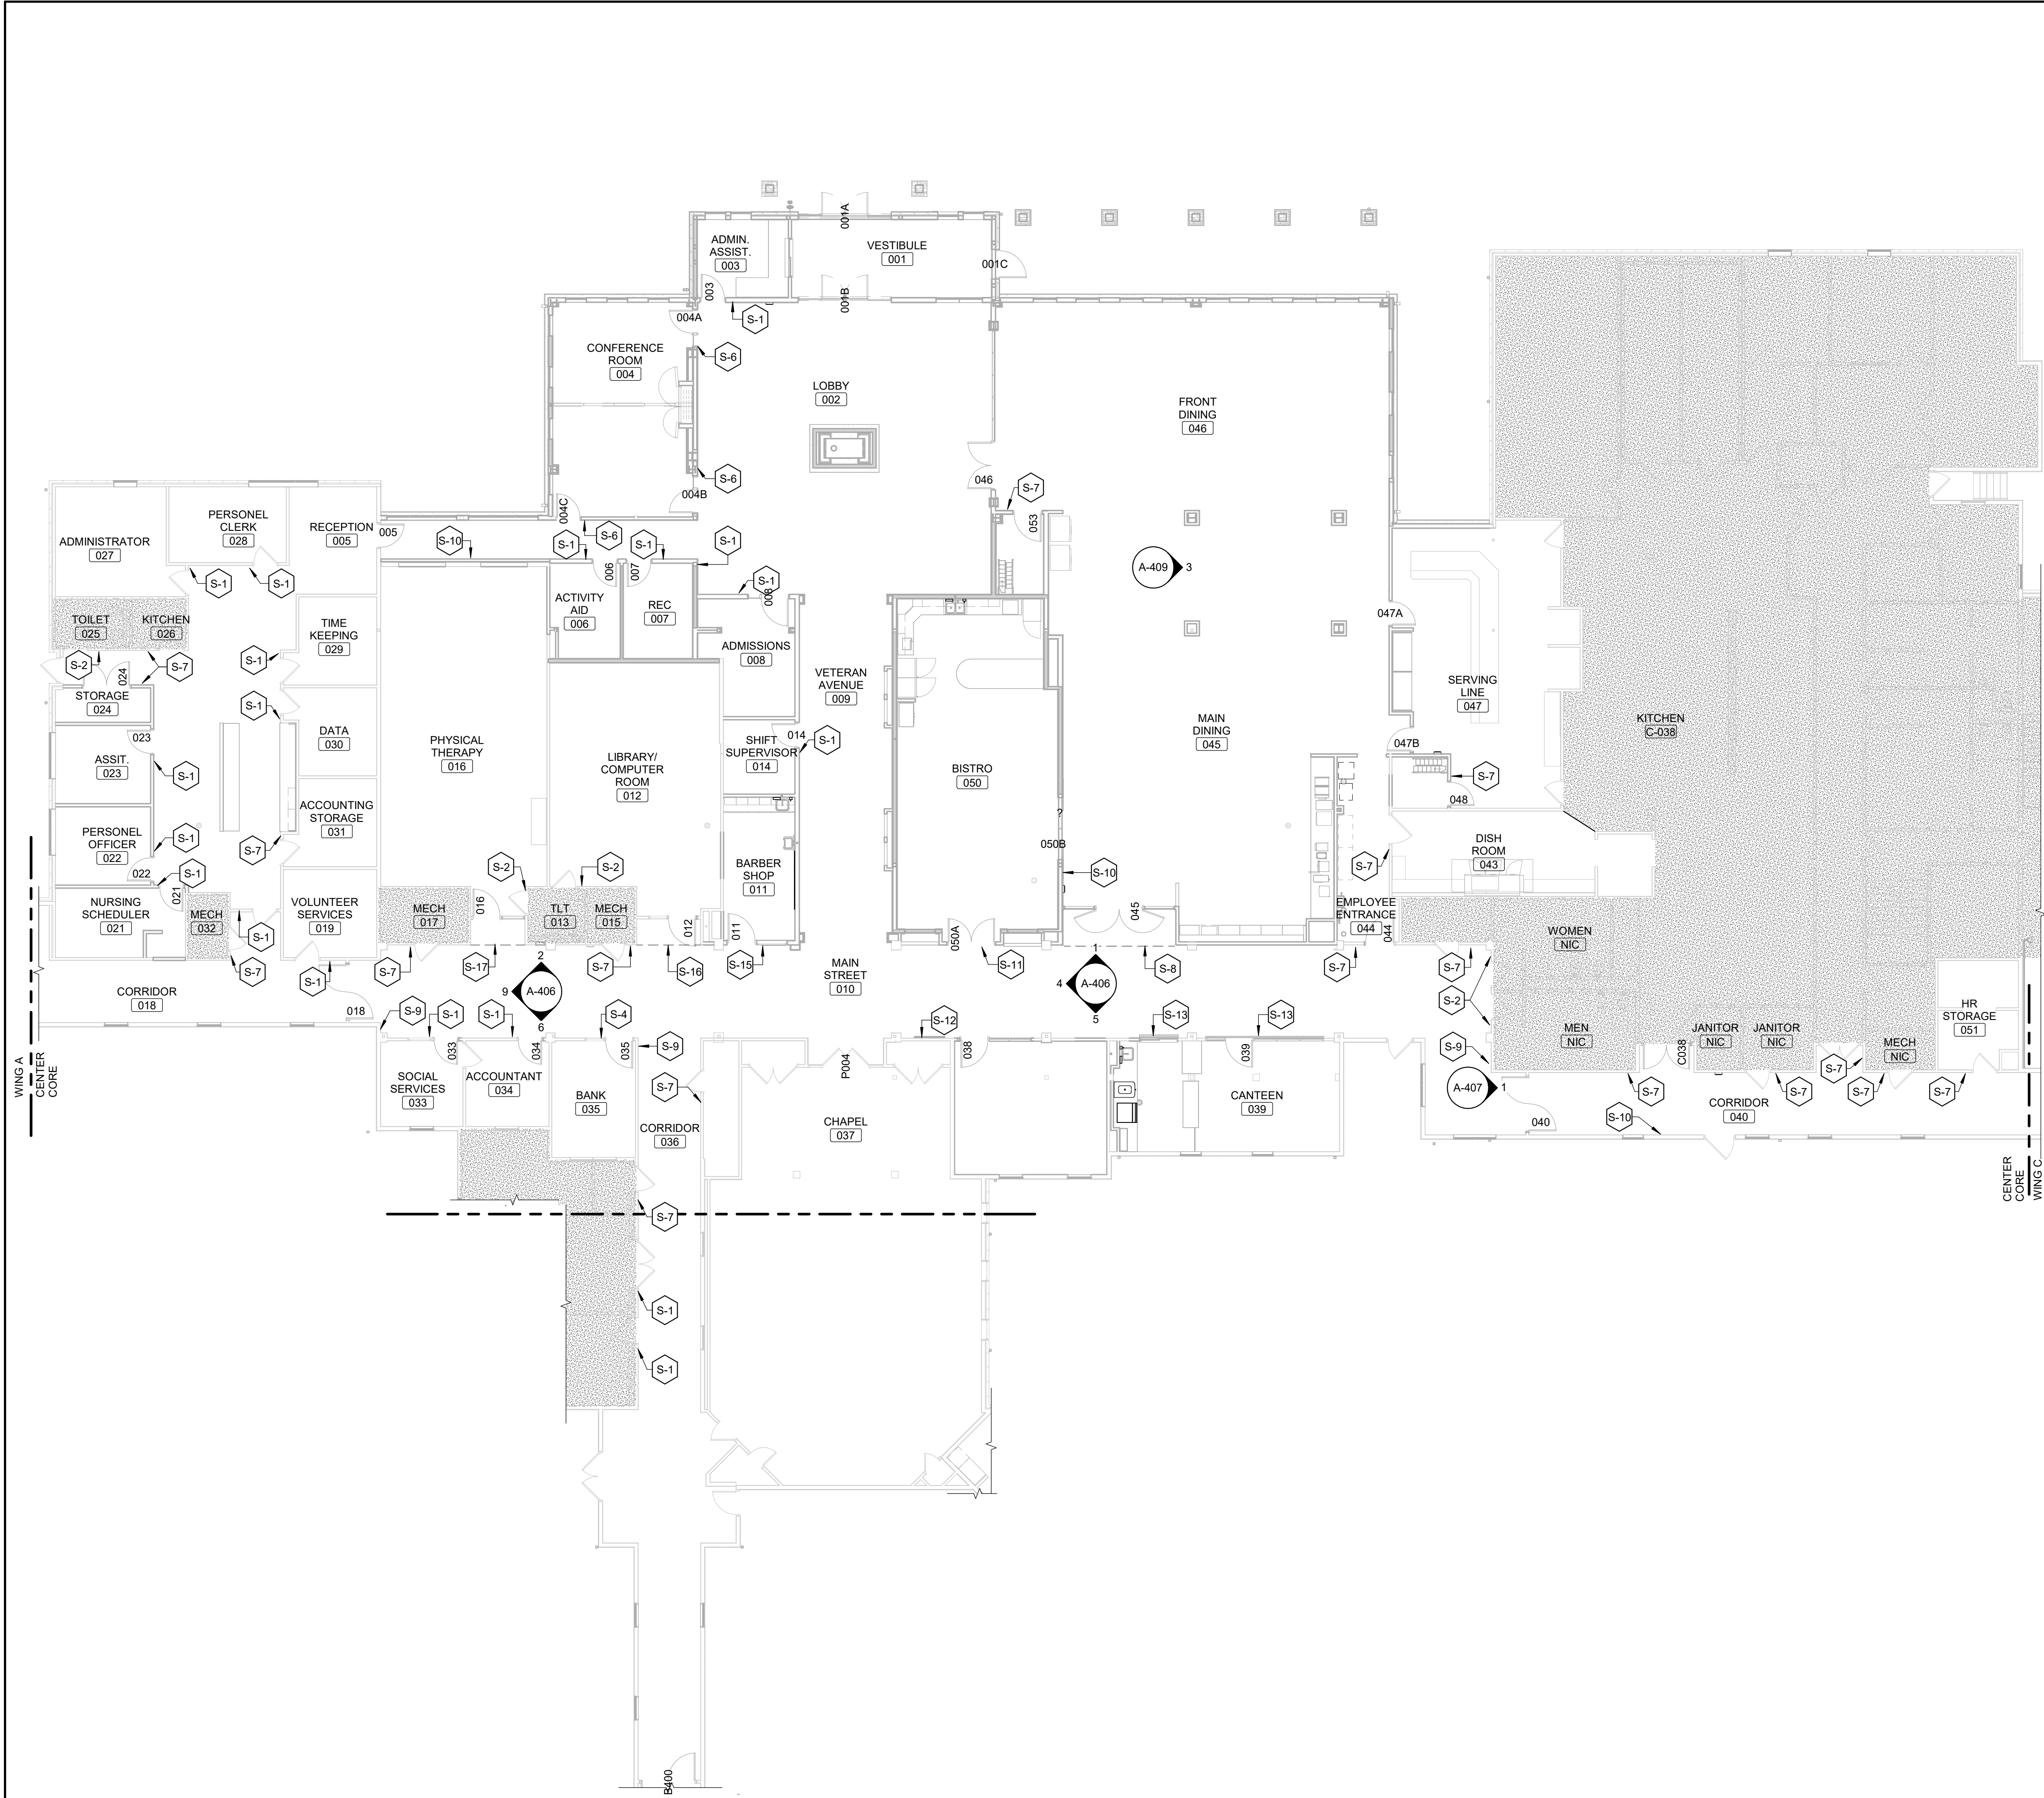 001A
ADMIN.
ASSIST.
003
VESTIBULE
001
001C
003
001B
004A
S-1
CONFERENCE
ROOM
004
S-6
LOBBY
002
FRONT
DINING
046
S-6
004B
046
S-7
004C
053
PERSONEL
CLERK
028
RECEPTION
005
005
ADMINISTRATOR
027
S-10
S-1
S-6
S-1
S-1
006
007
A-409
3
S-1
S-1
S-1
008
ACTIVITY
AID
006
REC
007
047A
TOILET
025
KITCHEN
026
TIME
KEEPING
029
ADMISSIONS
008
S-2
S-7
S-1
024
STORAGE
024
VETERAN
AVENUE
009
SERVING
LINE
047
S-1
KITCHEN
C-038
023
DATA
030
PHYSICAL
THERAPY
016
LIBRARY/
COMPUTER
ROOM
012
SHIFT
SUPERVISOR
014
014
S-1
MAIN
DINING
045
047B
ASSIT.
023
S-1
BISTRO
050
S-7
048
ACCOUNTING
STORAGE
031
?
PERSONEL
OFFICER
022
S-1
S-7
050B
DISH
ROOM
043
022
S-1
021
S-2
S-2
BARBER
SHOP
011
S-10
S-7
NURSING
SCHEDULER
021
MECH
032
VOLUNTEER
SERVICES
019
MECH
017
016
TLT
013
MECH
015
012
011
050A
045
EMPLOYEE
ENTRANCE
044
044
WOMEN
NIC
S-1
S-7
S-1
S-7
S-17
2
9
A-406
6
S-7
S-16
S-15
MAIN
STREET
010
S-11
1
4
A-406
5
S-8
S-7
S-7
S-2
CORRIDOR
018
018
S-9
S-1
S-1
S-4
S-12
S-13
S-13
HR
STORAGE
051
MEN
NIC
JANITOR
NIC
JANITOR
NIC
MECH
NIC
033
034
035
S-9
P004
038
039
S-9
C038
S-7
WING A
CENTER
CORE
SOCIAL
SERVICES
033
ACCOUNTANT
034
BANK
035
S-7
CORRIDOR
036
CHAPEL
037
CANTEEN
039
A-407
1
S-7
S-7
S-7
S-7
S-10
CORRIDOR
040
040
CENTER
CORE
WING C
S-7
S-1
S-1
B400